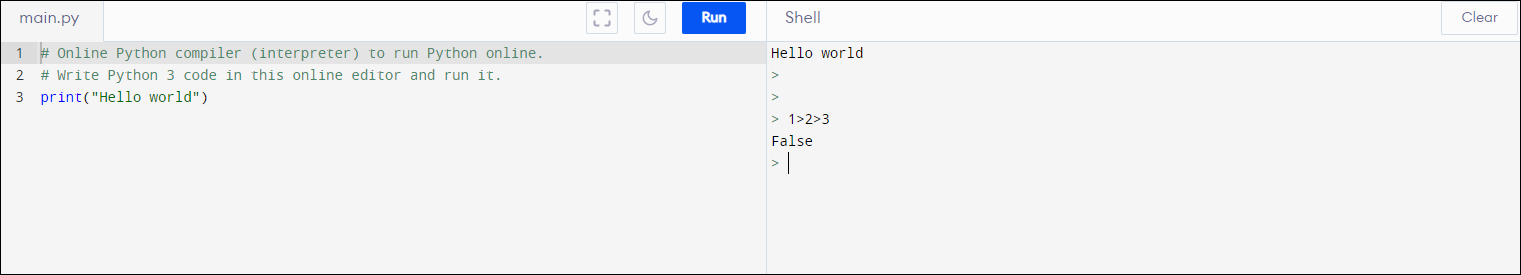 main.py
Run
Shell
Clear
1 # Online Python compiler (interpreter) to run Python online.
2 # Write Python 3 code in this online editor and run it.
3 print("Hello world")
Hello world
>
>
> 1>2>3
False
>